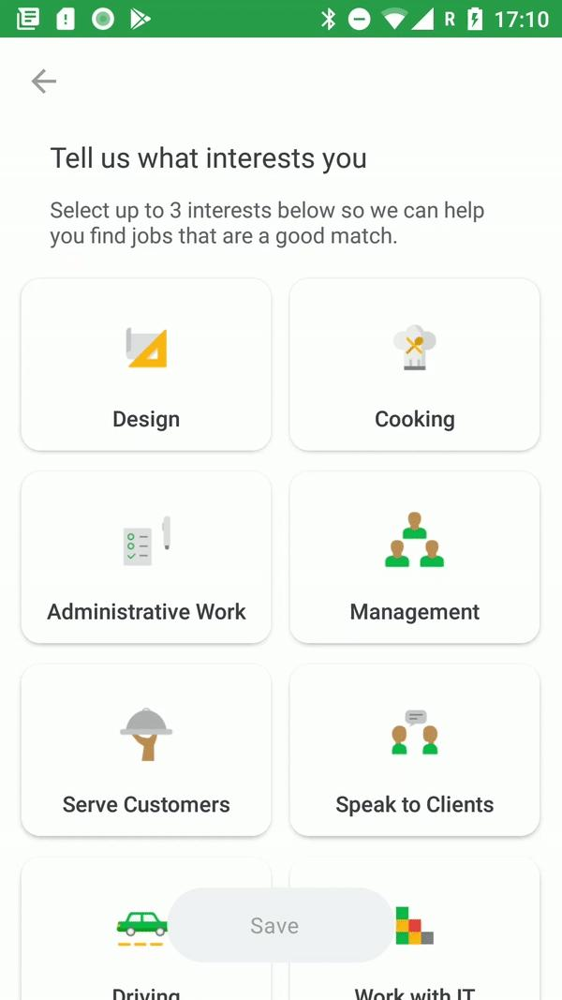 R 17:10
Tell us what interests you
Select up to 3 interests below so we can help
you find jobs that are a good match.
Design
Cooking
Administrative Work
Management
Serve Customers
Speak to Clients
Save
Driving
Work with IT